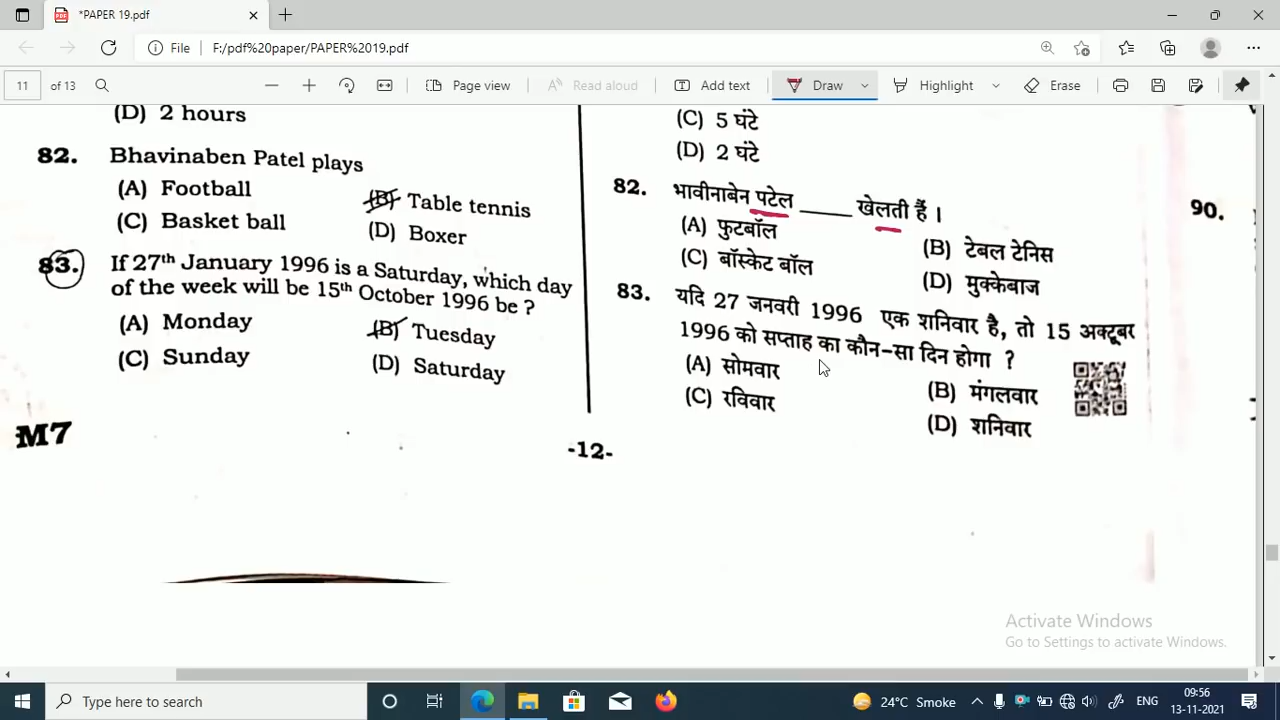 *PAPER 19.pdf
File F:/pdf%20paper/PAPER%2019.pdf
11 of 13 Page view Read aloud Add text Draw Highlight Erase
(D) 2 hours
82. Bhavinaben Patel plays
(A) Football
(B) Table tennis
(C) Basket ball
(D) Boxer
83. If 27th January 1996 is a Saturday, which day
of the week will be 15th October 1996 be ?
(A) Monday
(B) Tuesday
(C) Sunday
(D) Saturday
M7
-12-
(C) 5 घंटे
(D) 2 घंटे
82. भावीनाबेन पटेल _____ खेलती हैं ।
(A) फुटबॉल
(B) टेबल टेनिस
(C) बॉस्केट बॉल
(D) मुक्केबाज
83. यदि 27 जनवरी 1996 एक शनिवार है, तो 15 अक्टूबर
1996 को सप्ताह का कौन-सा दिन होगा ?
(A) सोमवार
(B) मंगलवार
(C) रविवार
(D) शनिवार
90.
Activate Windows
Go to Settings to activate Windows.
Type here to search
24°C Smoke
ENG
09:56
13-11-2021